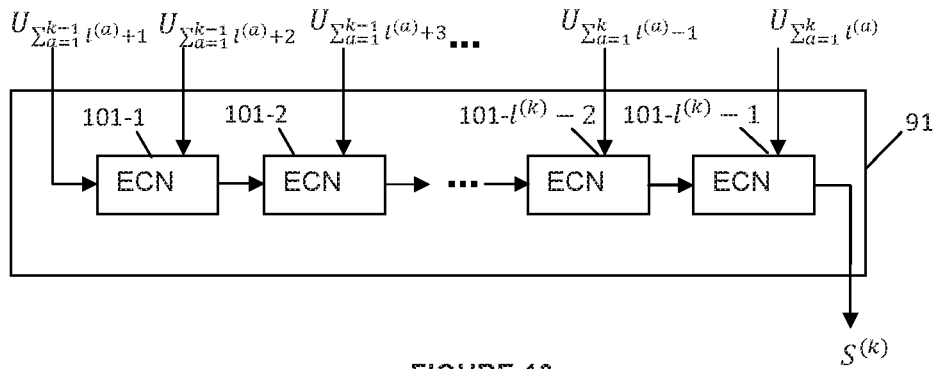 U_{\sum_{a=1}^{k-1} l^{(a)}+1} U_{\sum_{a=1}^{k-1} l^{(a)}+2} U_{\sum_{a=1}^{k-1} l^{(a)}+3} ... U_{\sum_{a=1}^{k} l^{(a)}-1} U_{\sum_{a=1}^{k} l^{(a)}}
101-1 101-2 101-l^{(k)} – 2 101-l^{(k)} – 1 91
ECN ECN ... ECN ECN
S^{(k)}